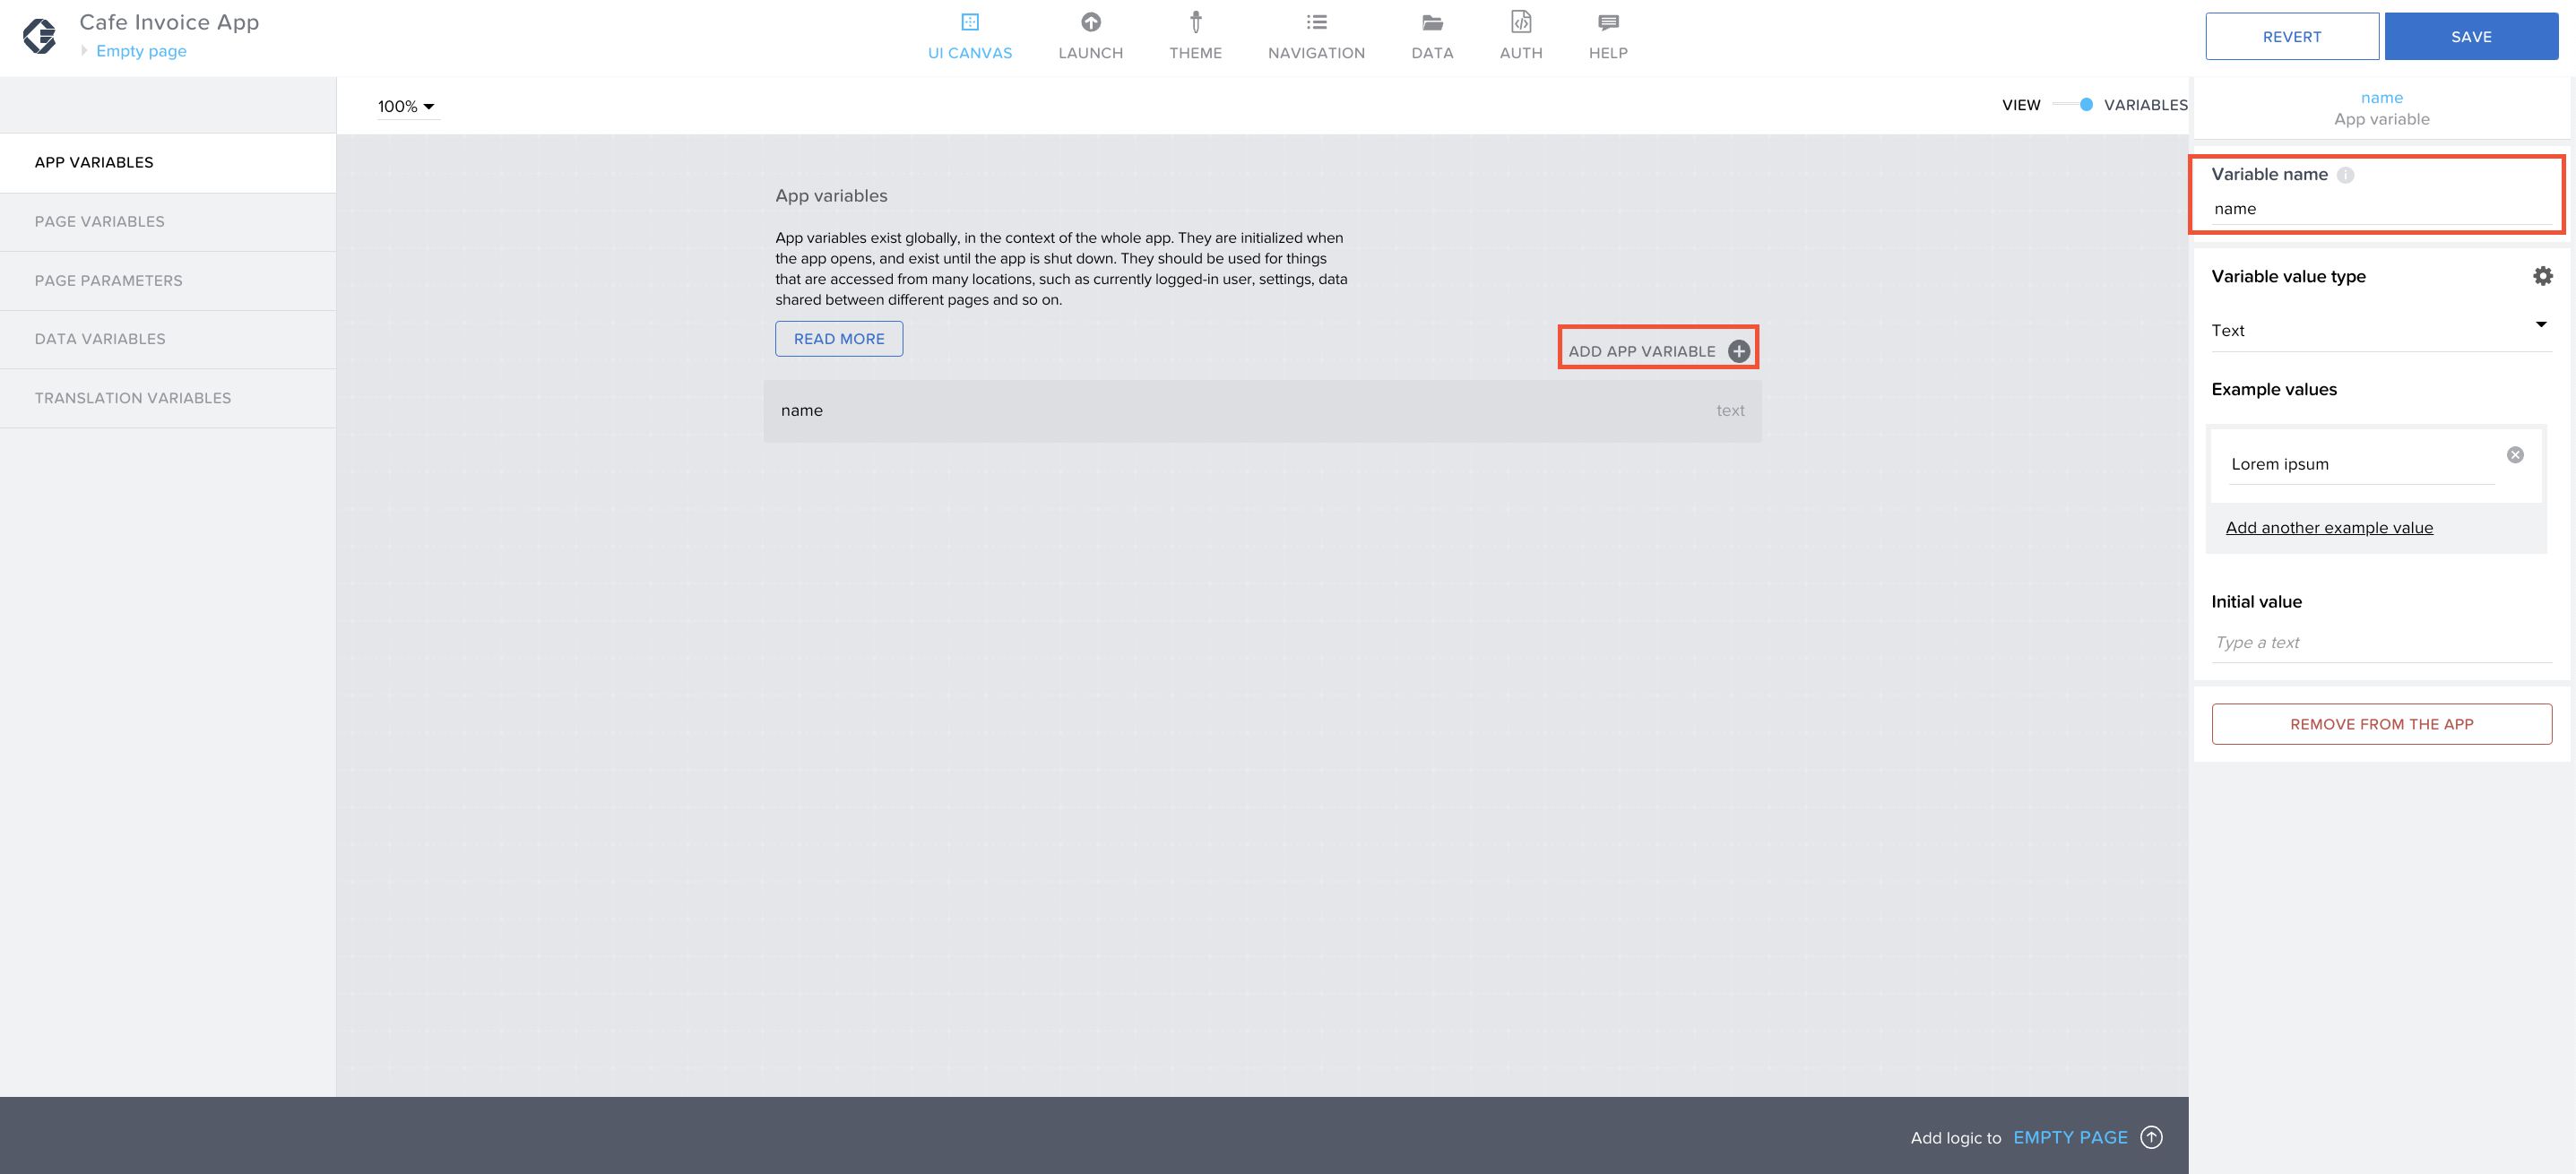 Cafe Invoice App
Empty page
UI CANVAS
LAUNCH
THEME
NAVIGATION
DATA
AUTH
HELP
REVERT
SAVE
100%
VIEW
VARIABLES
APP VARIABLES
PAGE VARIABLES
PAGE PARAMETERS
DATA VARIABLES
TRANSLATION VARIABLES
App variables
App variables exist globally, in the context of the whole app. They are initialized when
the app opens, and exist until the app is shut down. They should be used for things
that are accessed from many locations, such as currently logged-in user, settings, data
shared between different pages and so on.
READ MORE
ADD APP VARIABLE
name
text
name
App variable
Variable name
name
Variable value type
Text
Example values
Lorem ipsum
Add another example value
Initial value
Type a text
REMOVE FROM THE APP
Add logic to EMPTY PAGE